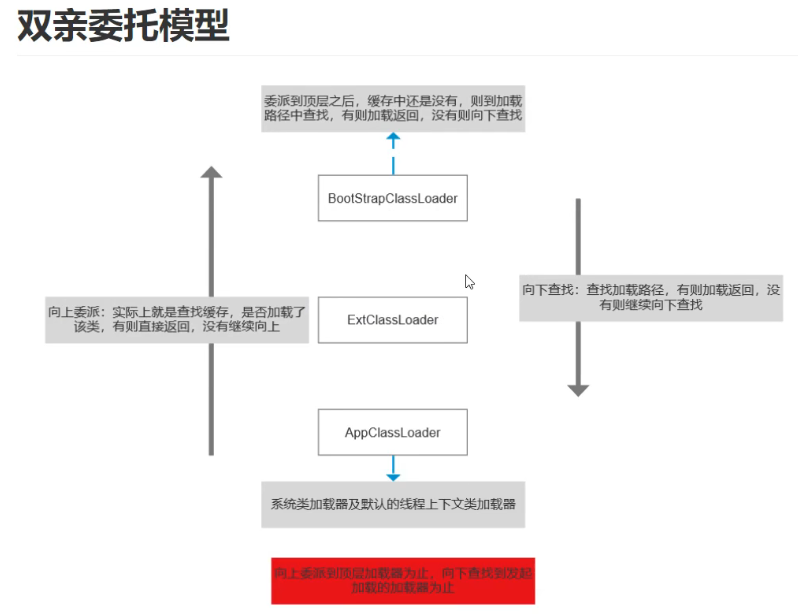 双亲委托模型
委派到顶层之后，缓存中还是没有，则到加载
路径中查找，有则加载返回，没有则向下查找
BootStrapClassLoader
向下查找：查找加载路径，有则加载返回，没
有则继续向下查找
向上委派：实际上就是查找缓存，是否加载了
该类，有则直接返回，没有继续向上
ExtClassLoader
AppClassLoader
系统类加载器及默认的线程上下文类加载器
向上委派到顶层加载器为止，向下查找到发起
加载的加载器为止